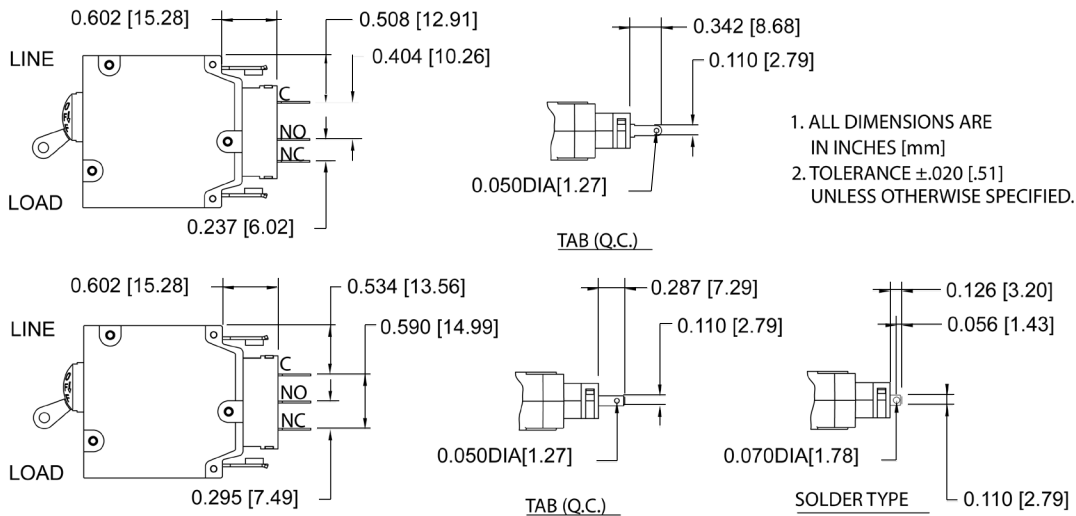 0.602 [15.28]
0.508 [12.91]
0.404 [10.26]
LINE
C
NO
NC
LOAD
0.237 [6.02]
0.342 [8.68]
0.110 [2.79]
0.050DIA[1.27]
TAB (Q.C.)
1. ALL DIMENSIONS ARE
IN INCHES [mm]
2. TOLERANCE ±.020 [.51]
UNLESS OTHERWISE SPECIFIED.
0.602 [15.28]
0.534 [13.56]
0.590 [14.99]
LINE
C
NO
NC
LOAD
0.295 [7.49]
0.287 [7.29]
0.110 [2.79]
0.050DIA[1.27]
TAB (Q.C.)
0.126 [3.20]
0.056 [1.43]
0.070DIA[1.78]
0.110 [2.79]
SOLDER TYPE